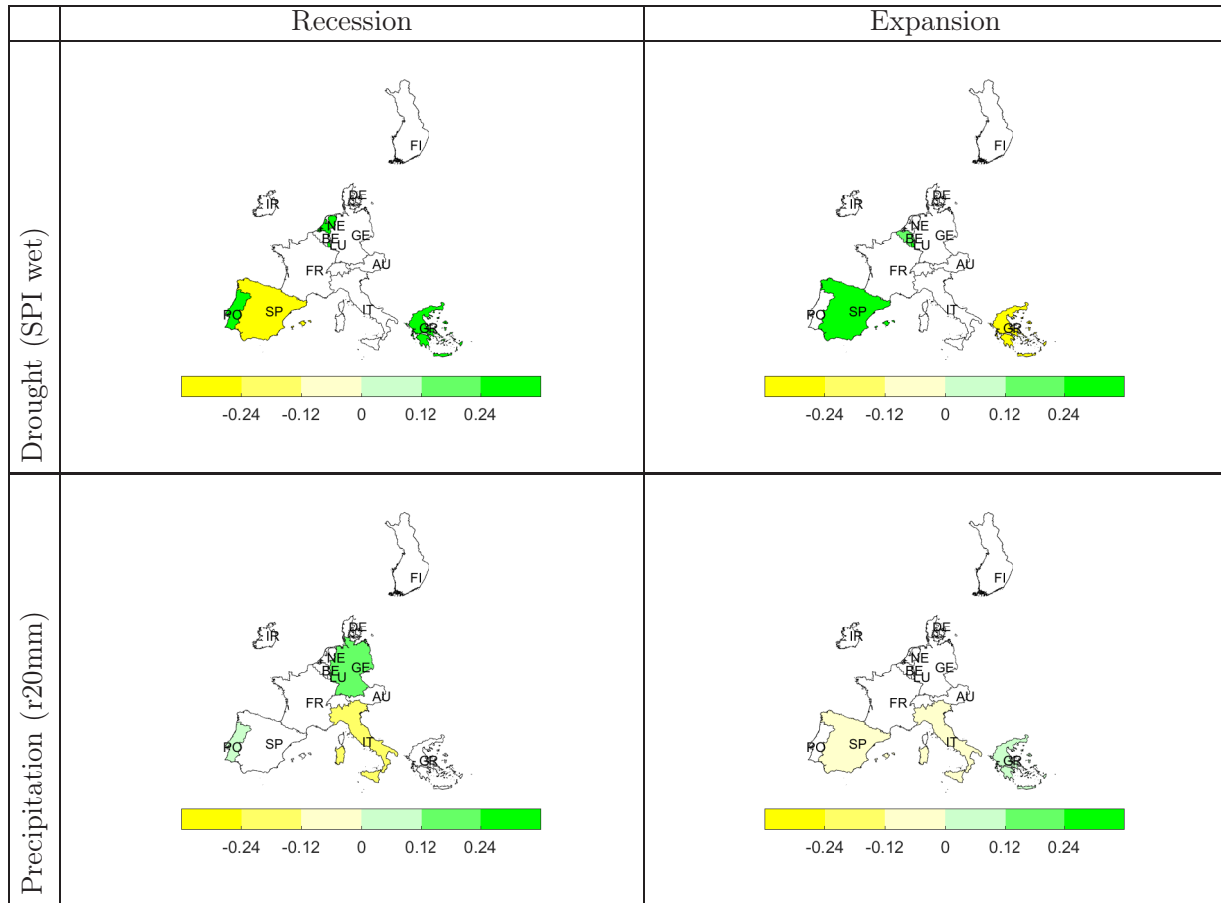 Recession
Expansion
Drought (SPI wet)
FI
IR
DE
NE
BE
LU
GE
FR
AU
PO
SP
IT
GR
-0.24 -0.12 0 0.12 0.24
FI
IR
DE
NE
BE
LU
GE
FR
AU
PO
SP
IT
GR
-0.24 -0.12 0 0.12 0.24
Precipitation (r20mm)
FI
IR
DE
NE
BE
LU
GE
FR
AU
PO
SP
IT
GR
-0.24 -0.12 0 0.12 0.24
FI
IR
DE
NE
BE
LU
GE
FR
AU
PO
SP
IT
GR
-0.24 -0.12 0 0.12 0.24